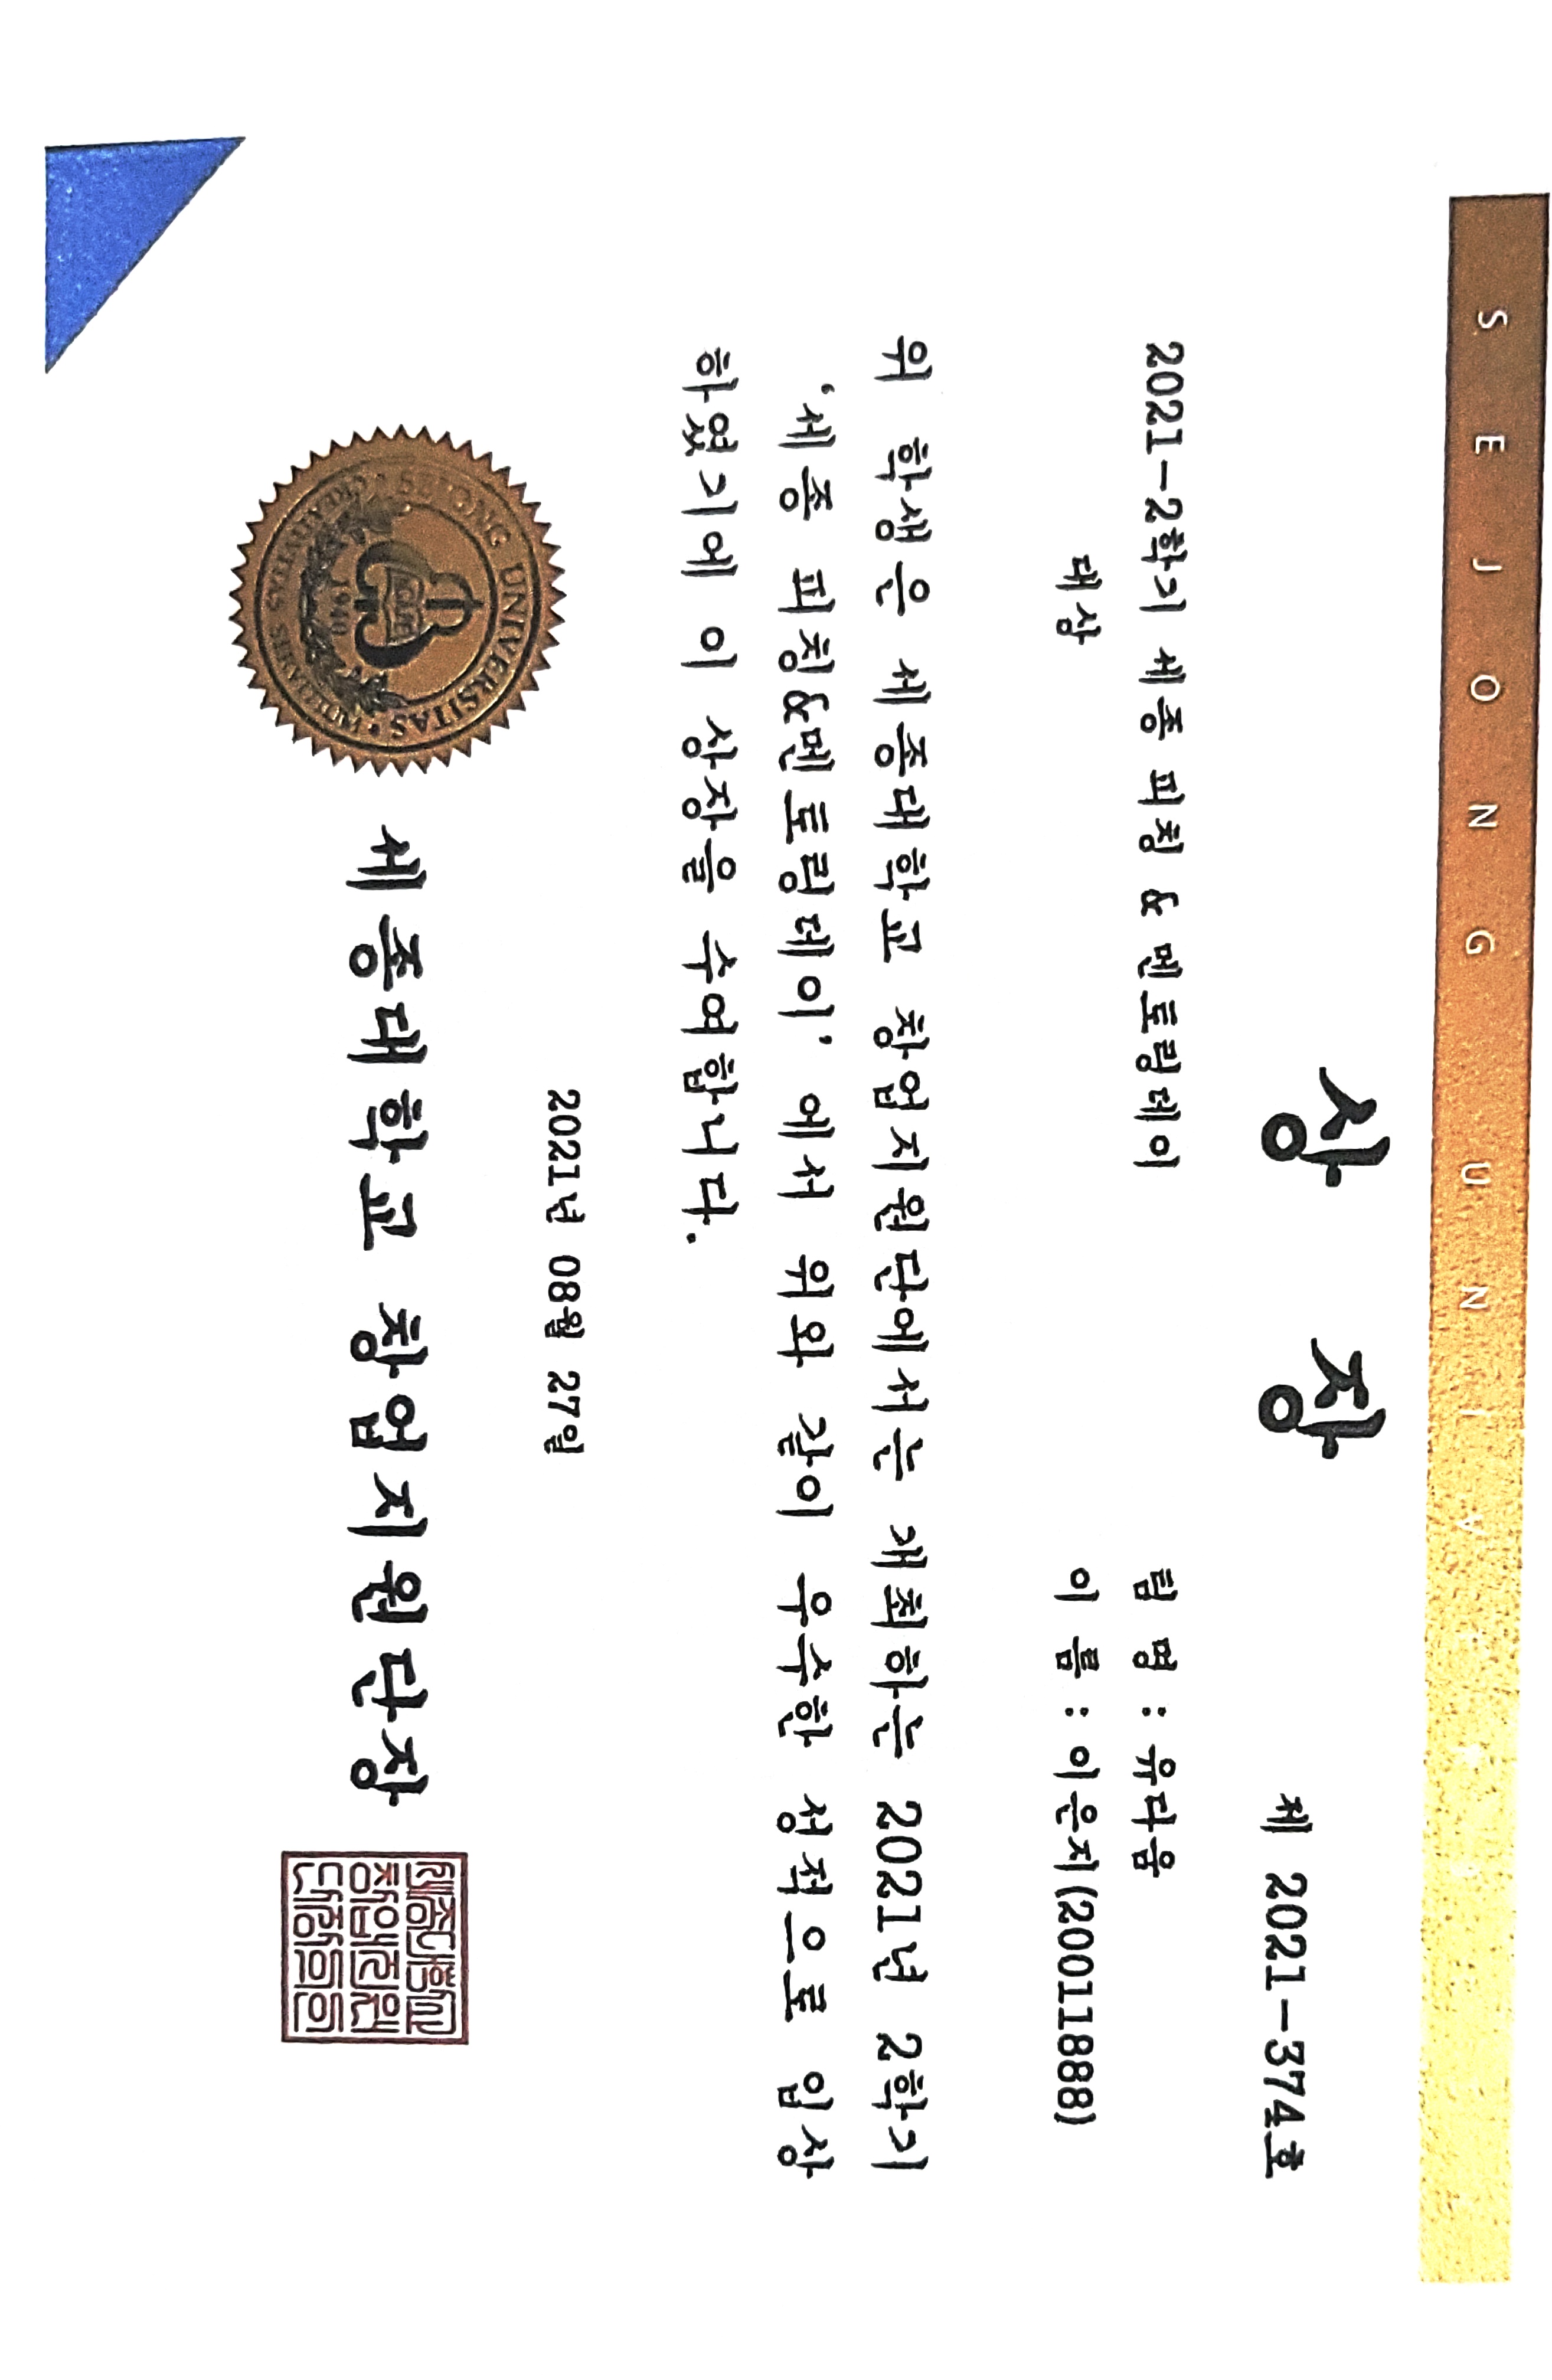 SEJONG UNIVERS
상 장
제 2021-374호
2021-2학기 세종 피칭 & 멘토링데이
대상
팀 명 : 유다움
이 름 : 이은지(20011888)
위 학생은 세종대학교 창업지원단에서는 개최하는 2021년 2학기
‘세종 피칭&멘토링데이’ 에서 위와 같이 우수한 성적으로 입상
하였기에 이 상장을 수여합니다.
2021년 08월 27일
SEJONG UNIVERSITAS
1940
CREATIVITAS SERVITIUM
세종대학교 창업지원단장
세종대학교
창업지원
단장의인